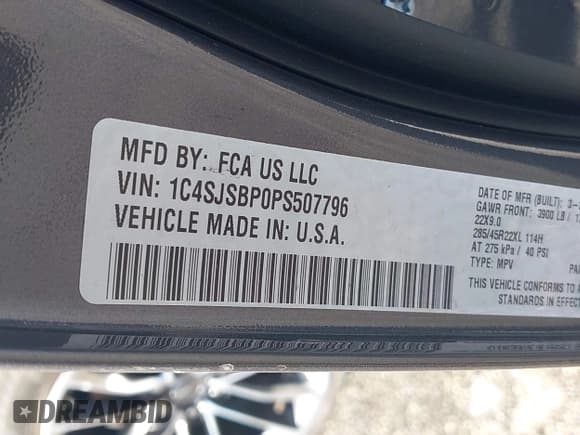 MFD BY: FCA US LLC
VIN: 1C4SJSBP0PS507796
VEHICLE MADE IN: U.S.A.
DATE OF MFR (BUILT): 3-
GAWR FRONT: 3900 LB /
22X9.0
285/45R22XL 114H
AT 275 kPa / 40 PSI
TYPE: MPV
PA
THIS VEHICLE CONFORMS TO A
STANDARDS IN EFFECT
DREAMBID